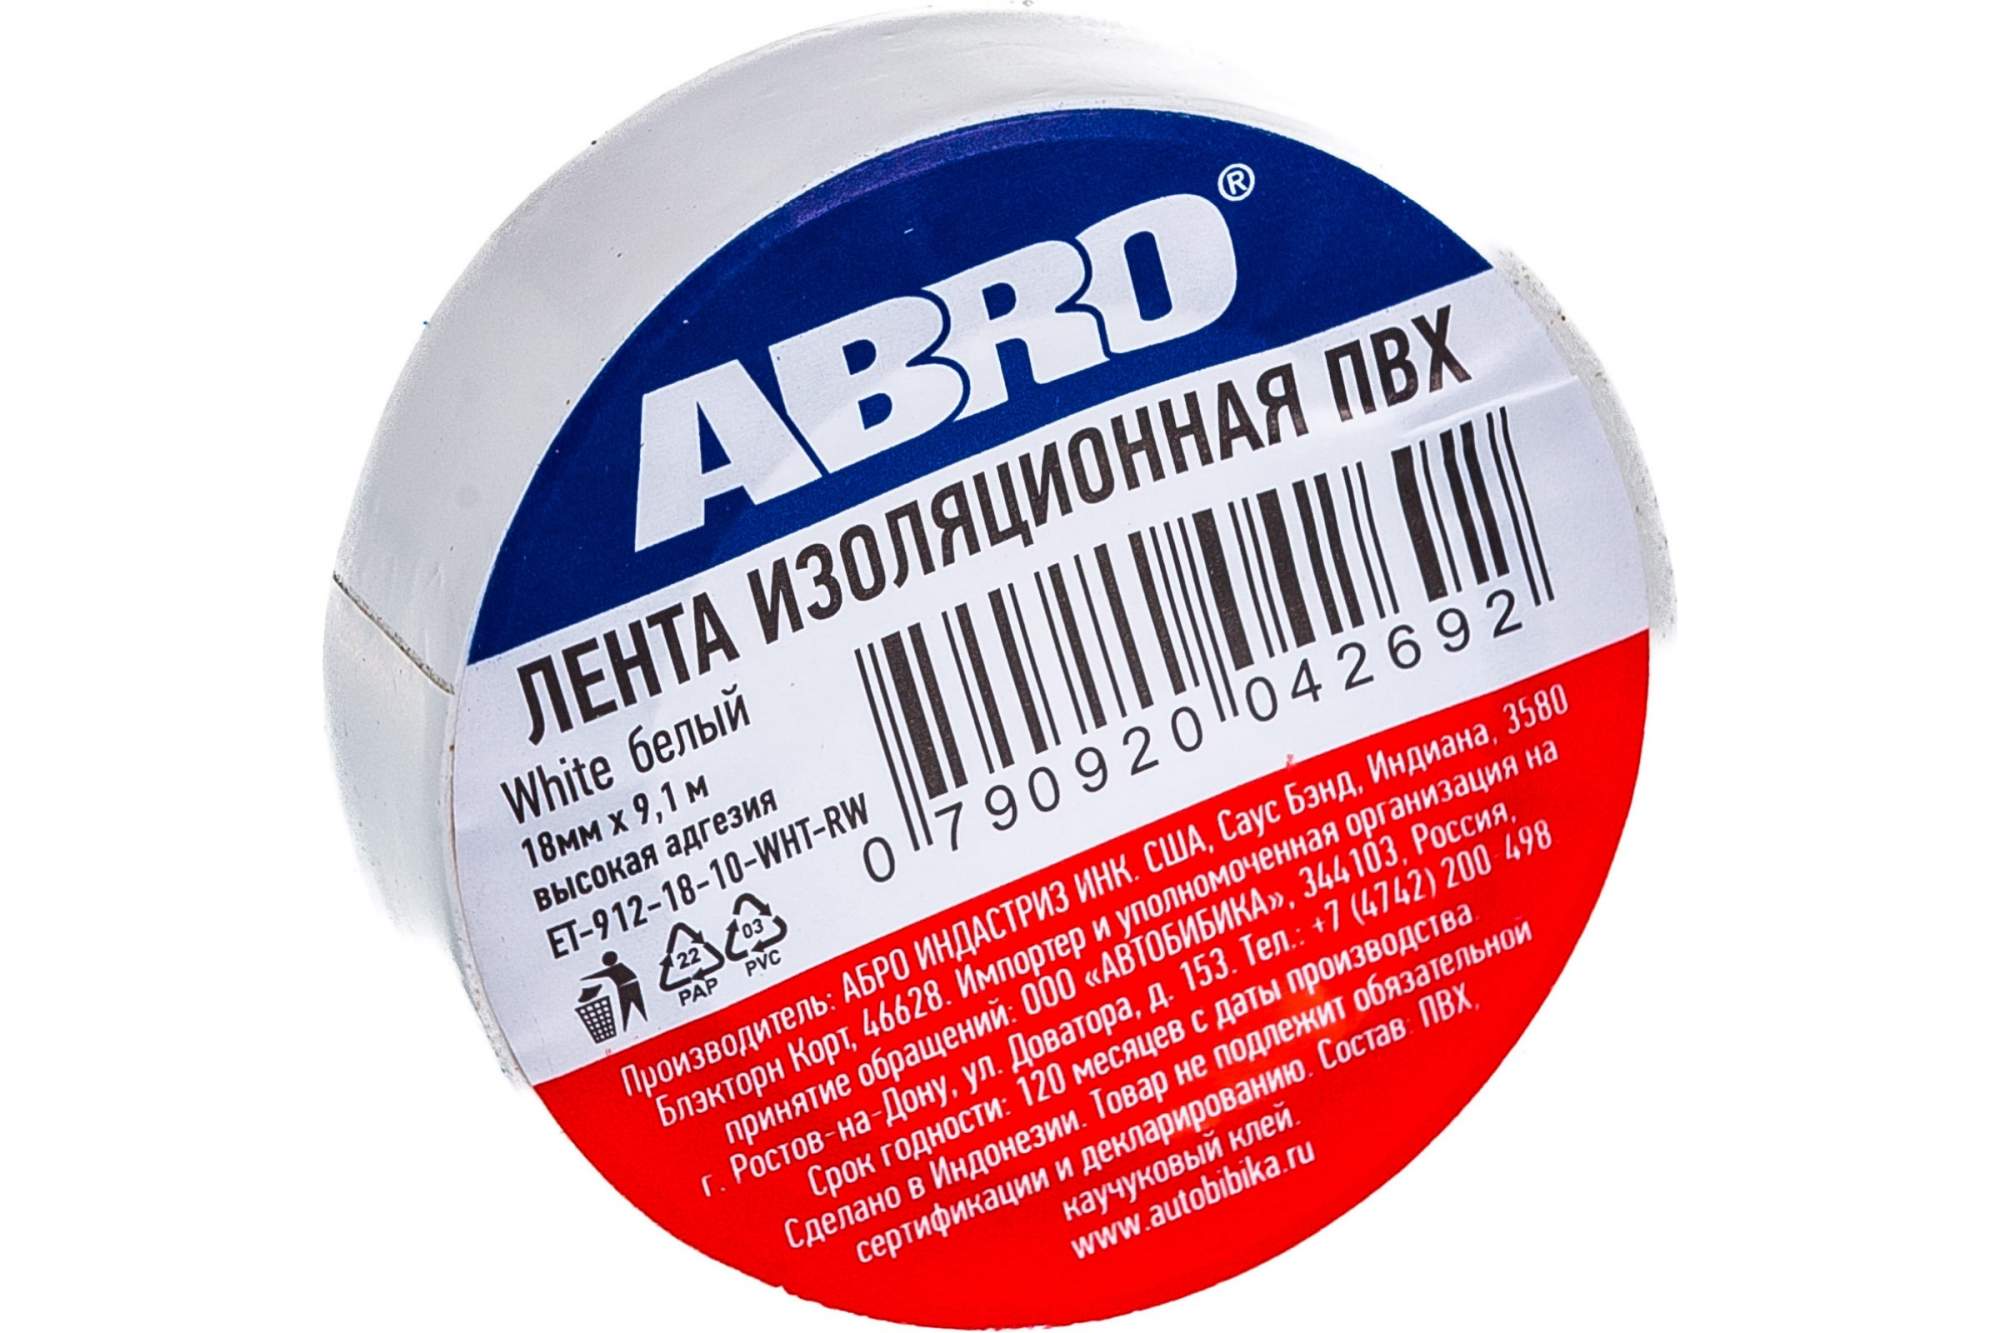 ABRO®
ЛЕНТА ИЗОЛЯЦИОННАЯ ПВХ
White белый
18мм х 9,1 м
высокая адгезия
ET-912-18-10-WHT-RW
0 790920 042692
22
PAP
03
PVC
Производитель: АБРО ИНДАСТРИЗ ИНК. США, Саус Бэнд, Индиана, 3580
Блэкторн Корт, 46628. Импортер и уполномоченная организация на
принятие обращений: ООО «АВТОБИБИКА», 344103, Россия,
г. Ростов-на-Дону, ул. Доватора, д. 153. Тел.: +7 (4742) 200-498
Срок годности: 120 месяцев с даты производства.
Сделано в Индонезии. Товар не подлежит обязательной
сертификации и декларированию. Состав: ПВХ,
каучуковый клей.
www.autobibika.ru